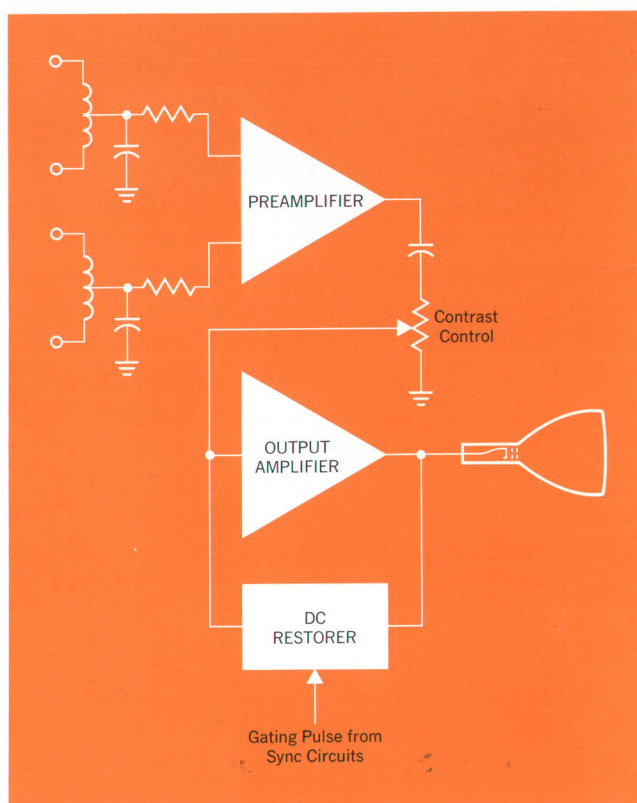 PREAMPLIFIER
Contrast
Control
OUTPUT
AMPLIFIER
DC
RESTORER
Gating Pulse from
Sync Circuits